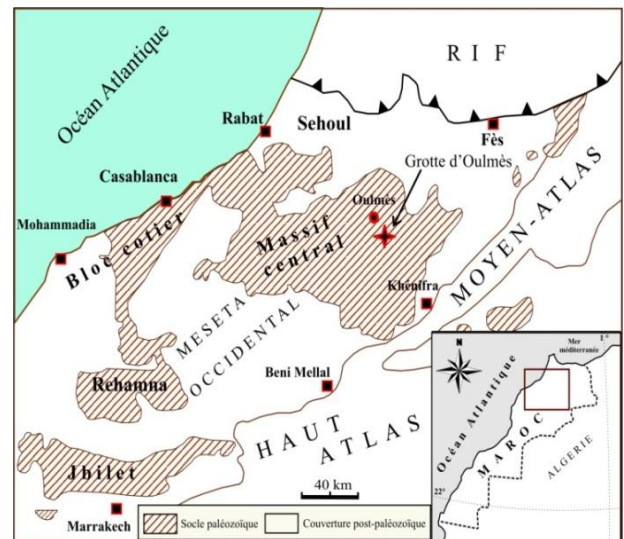 Océan Atlantique
R I F
Rabat
Sehoul
Fès
Grotte d'Oulmès
Casablanca
Oulmès
Mohammadia
Bloc cotier
Massif
central
MOYEN-ATLAS
Khénifra
MESETA
OCCIDENTAL
Rehamna
Beni Mellal
HAUT
ATLAS
Jbilet
40 km
Marrakech
Socle paléozoïque
Couverture post-paléozoïque
N
Mer
méditerranée
1°
Océan Atlantique
MAROC
ALGERIE
22°